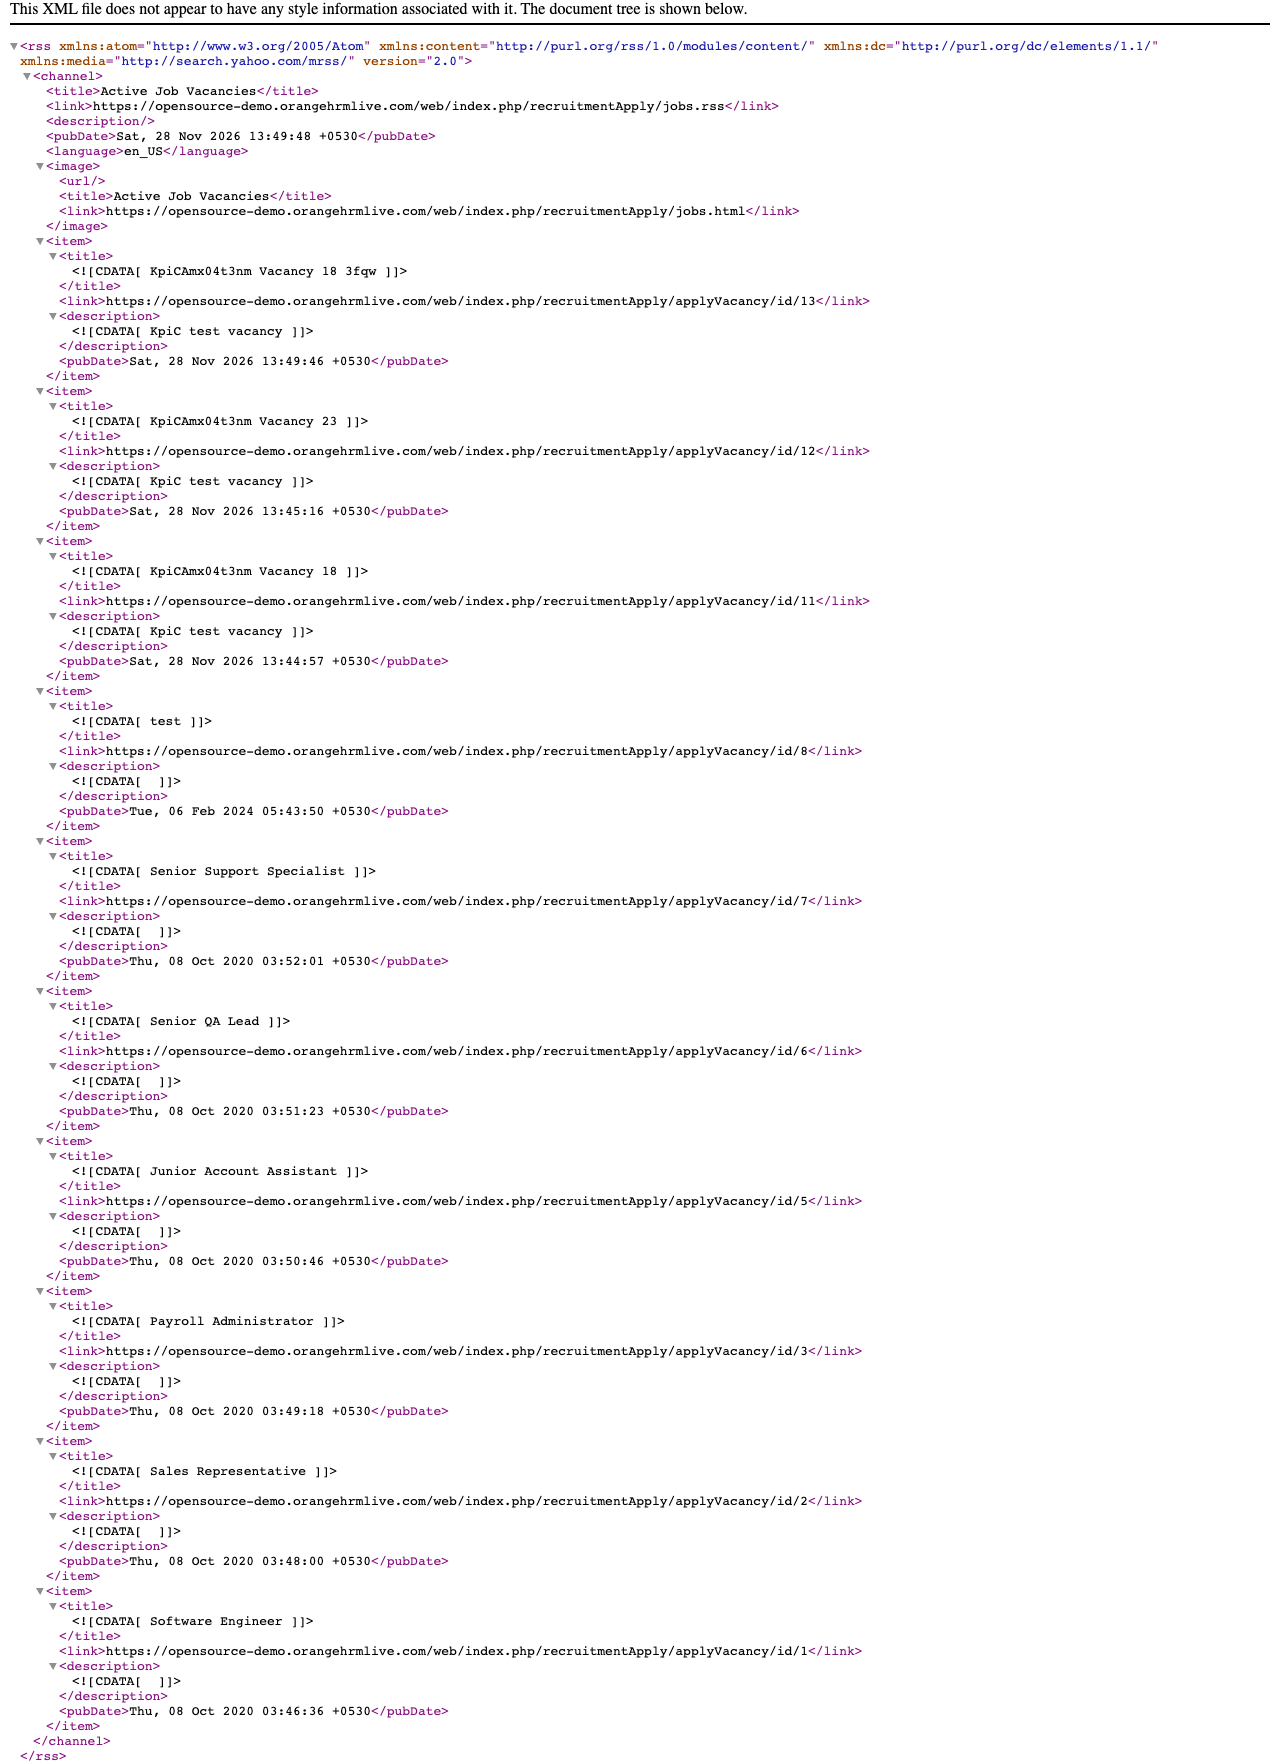 This XML file does not appear to have any style information associated with it. The document tree is shown below.
▼<rss xmlns:atom="http://www.w3.org/2005/Atom" xmlns:content="http://purl.org/rss/1.0/modules/content/" xmlns:dc="http://purl.org/dc/elements/1.1/"
xmlns:media="http://search.yahoo.com/mrss/" version="2.0">
▼<channel>
<title>Active Job Vacancies</title>
<link>https://opensource-demo.orangehrmlive.com/web/index.php/recruitmentApply/jobs.rss</link>
<description/>
<pubDate>Sat, 28 Nov 2026 13:49:48 +0530</pubDate>
<language>en_US</language>
▼<image>
<url/>
<title>Active Job Vacancies</title>
<link>https://opensource-demo.orangehrmlive.com/web/index.php/recruitmentApply/jobs.html</link>
</image>
▼<item>
▼<title>
<![CDATA[ KpiCAmx04t3nm Vacancy 18 3fqw ]]>
</title>
<link>https://opensource-demo.orangehrmlive.com/web/index.php/recruitmentApply/applyVacancy/id/13</link>
▼<description>
<![CDATA[ KpiC test vacancy ]]>
</description>
<pubDate>Sat, 28 Nov 2026 13:49:46 +0530</pubDate>
</item>
▼<item>
▼<title>
<![CDATA[ KpiCAmx04t3nm Vacancy 23 ]]>
</title>
<link>https://opensource-demo.orangehrmlive.com/web/index.php/recruitmentApply/applyVacancy/id/12</link>
▼<description>
<![CDATA[ KpiC test vacancy ]]>
</description>
<pubDate>Sat, 28 Nov 2026 13:45:16 +0530</pubDate>
</item>
▼<item>
▼<title>
<![CDATA[ KpiCAmx04t3nm Vacancy 18 ]]>
</title>
<link>https://opensource-demo.orangehrmlive.com/web/index.php/recruitmentApply/applyVacancy/id/11</link>
▼<description>
<![CDATA[ KpiC test vacancy ]]>
</description>
<pubDate>Sat, 28 Nov 2026 13:44:57 +0530</pubDate>
</item>
▼<item>
▼<title>
<![CDATA[ test ]]>
</title>
<link>https://opensource-demo.orangehrmlive.com/web/index.php/recruitmentApply/applyVacancy/id/8</link>
▼<description>
<![CDATA[  ]]>
</description>
<pubDate>Tue, 06 Feb 2024 05:43:50 +0530</pubDate>
</item>
▼<item>
▼<title>
<![CDATA[ Senior Support Specialist ]]>
</title>
<link>https://opensource-demo.orangehrmlive.com/web/index.php/recruitmentApply/applyVacancy/id/7</link>
▼<description>
<![CDATA[  ]]>
</description>
<pubDate>Thu, 08 Oct 2020 03:52:01 +0530</pubDate>
</item>
▼<item>
▼<title>
<![CDATA[ Senior QA Lead ]]>
</title>
<link>https://opensource-demo.orangehrmlive.com/web/index.php/recruitmentApply/applyVacancy/id/6</link>
▼<description>
<![CDATA[  ]]>
</description>
<pubDate>Thu, 08 Oct 2020 03:51:23 +0530</pubDate>
</item>
▼<item>
▼<title>
<![CDATA[ Junior Account Assistant ]]>
</title>
<link>https://opensource-demo.orangehrmlive.com/web/index.php/recruitmentApply/applyVacancy/id/5</link>
▼<description>
<![CDATA[  ]]>
</description>
<pubDate>Thu, 08 Oct 2020 03:50:46 +0530</pubDate>
</item>
▼<item>
▼<title>
<![CDATA[ Payroll Administrator ]]>
</title>
<link>https://opensource-demo.orangehrmlive.com/web/index.php/recruitmentApply/applyVacancy/id/3</link>
▼<description>
<![CDATA[  ]]>
</description>
<pubDate>Thu, 08 Oct 2020 03:49:18 +0530</pubDate>
</item>
▼<item>
▼<title>
<![CDATA[ Sales Representative ]]>
</title>
<link>https://opensource-demo.orangehrmlive.com/web/index.php/recruitmentApply/applyVacancy/id/2</link>
▼<description>
<![CDATA[  ]]>
</description>
<pubDate>Thu, 08 Oct 2020 03:48:00 +0530</pubDate>
</item>
▼<item>
▼<title>
<![CDATA[ Software Engineer ]]>
</title>
<link>https://opensource-demo.orangehrmlive.com/web/index.php/recruitmentApply/applyVacancy/id/1</link>
▼<description>
<![CDATA[  ]]>
</description>
<pubDate>Thu, 08 Oct 2020 03:46:36 +0530</pubDate>
</item>
</channel>
</rss>